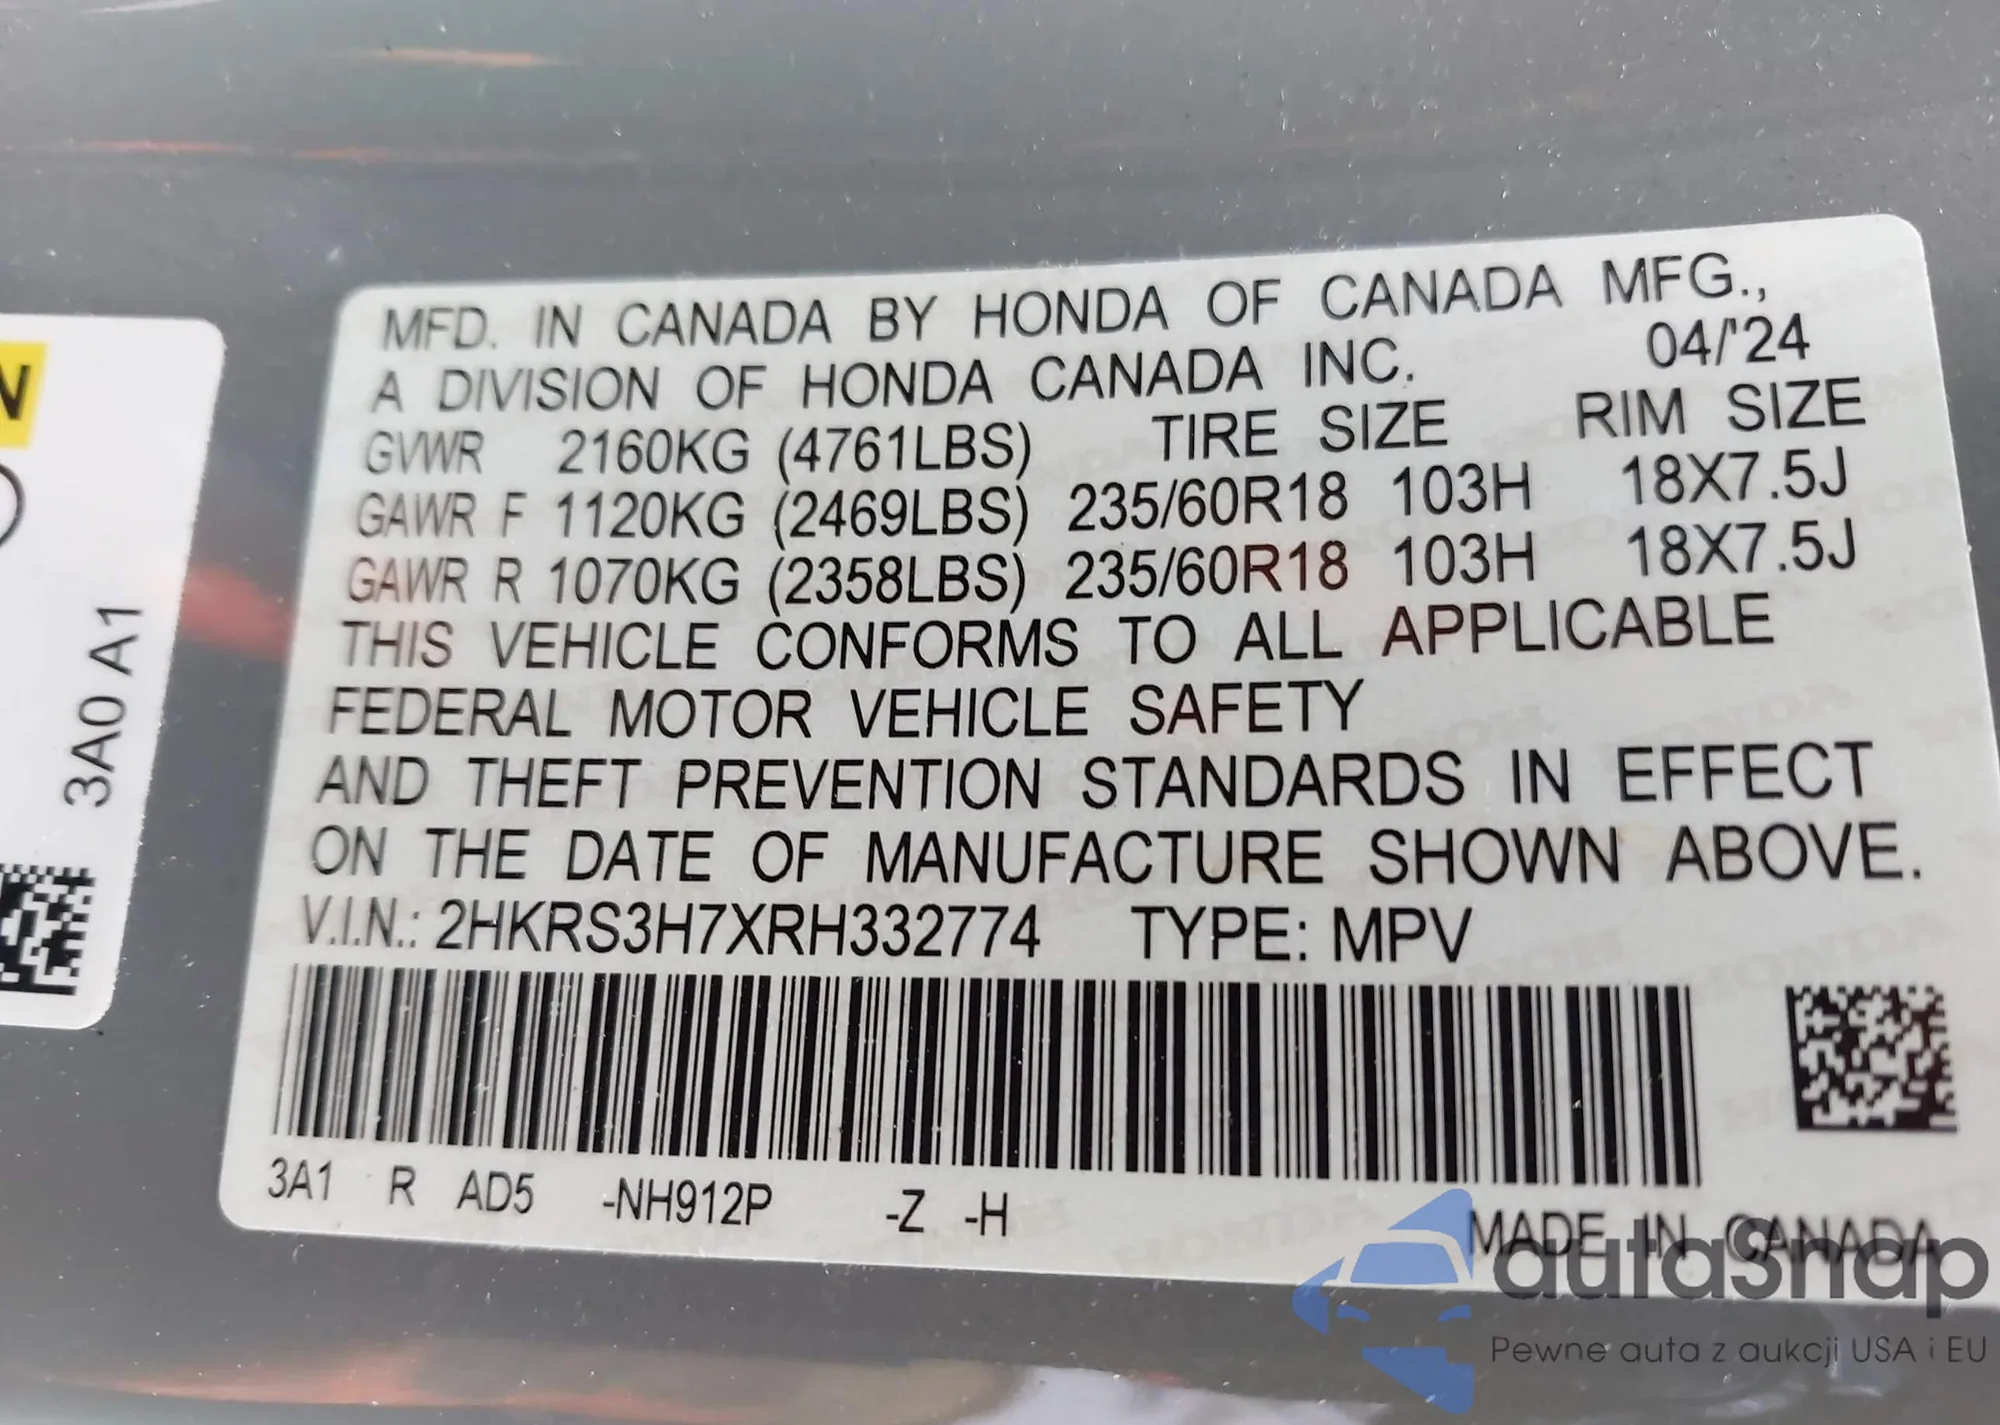 MFD. IN CANADA BY HONDA OF CANADA MFG.,
A DIVISION OF HONDA CANADA INC. 04/'24
GVWR 2160KG (4761LBS) TIRE SIZE RIM SIZE
GAWR F 1120KG (2469LBS) 235/60R18 103H 18X7.5J
GAWR R 1070KG (2358LBS) 235/60R18 103H 18X7.5J
THIS VEHICLE CONFORMS TO ALL APPLICABLE
FEDERAL MOTOR VEHICLE SAFETY
AND THEFT PREVENTION STANDARDS IN EFFECT
ON THE DATE OF MANUFACTURE SHOWN ABOVE.
V.I.N.: 2HKRS3H7XRH332774 TYPE: MPV
3A1 R AD5 -NH912P -Z -H
MADE IN CANADA
3A0 A1
N
autaSnap
Pewne auta z aukcji USA i EU